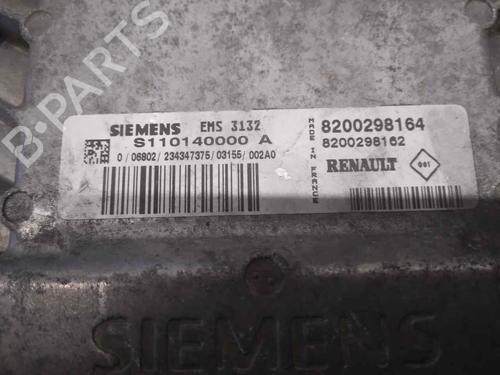 B-PARTS
SIEMENS EMS 3132
S110140000 A
0 / 06802 / 234347375 / 03155 / 002A0
MADE IN FRANCE
8200298164
8200298162
RENAULT
SIEMENS